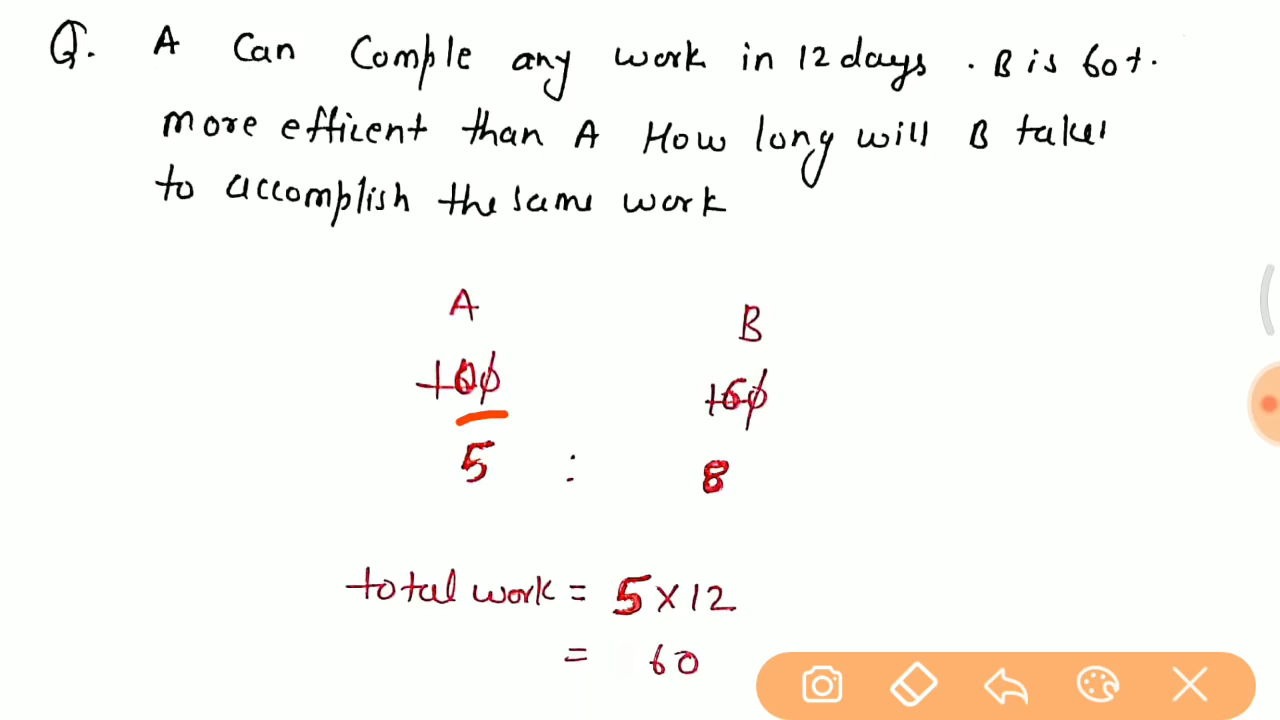 Q. A Can Comple any work in 12 days . B is 60%.
more efficent than A How long will B takes
to accomplish the same work
A B
100 160
5 : 8
total work = 5 × 12
= 60